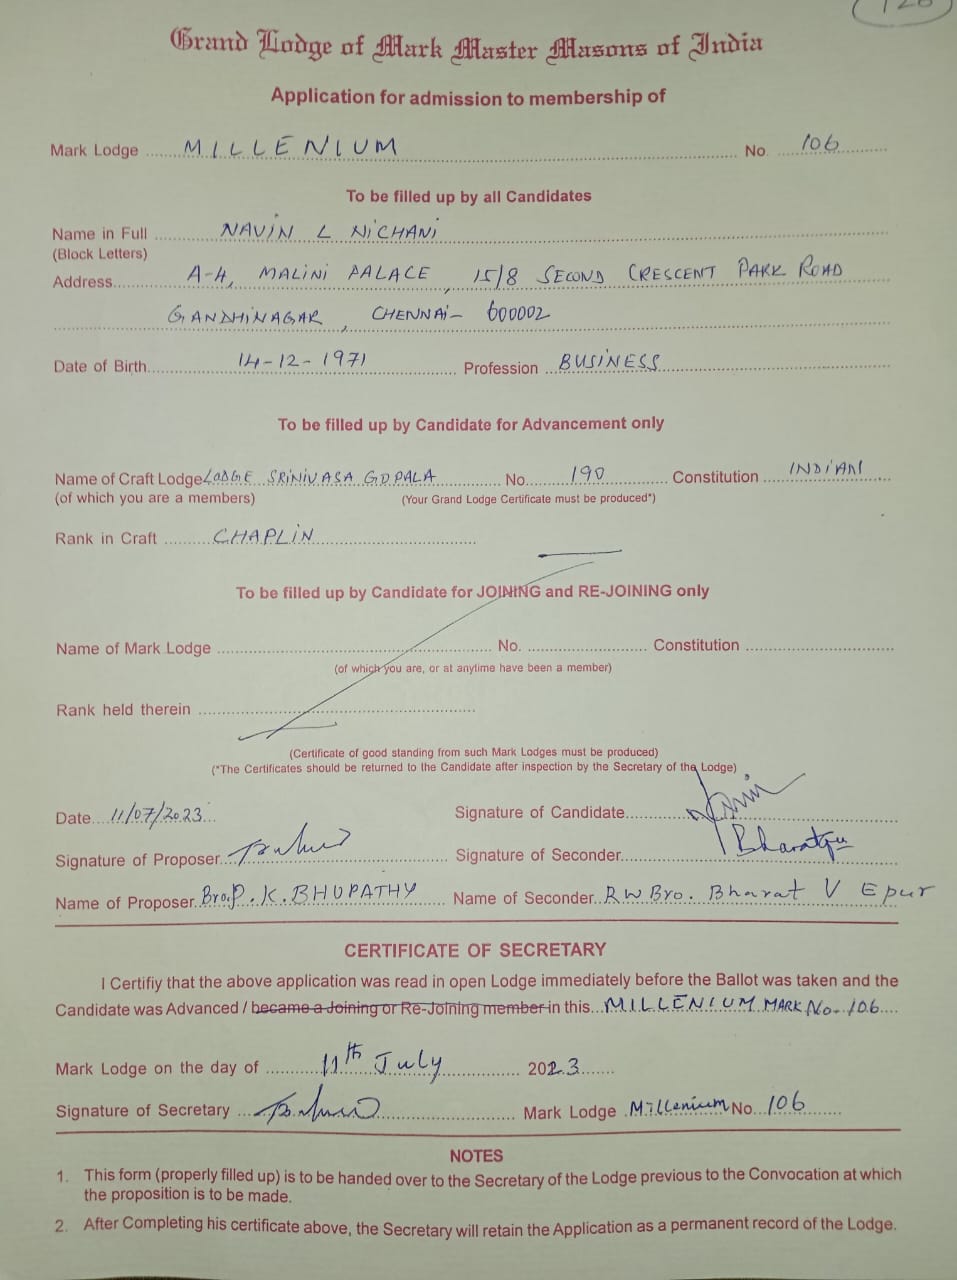 Grand Lodge of Mark Master Masons of India
Application for admission to membership of
Mark Lodge ...... MILLENIUM ...... No. ... 106 ......
To be filled up by all Candidates
Name in Full ...... NAVIN L NICHANI ......
(Block Letters)
Address...... A-4, MALINI PALACE, 15/8 SECOND CRESCENT PARK ROAD
GANDHINAGAR, CHENNAI- 600002
Date of Birth...... 14-12-1971 ...... Profession ... BUSINESS ......
To be filled up by Candidate for Advancement only
Name of Craft Lodge LODGE SRINIVASA GOPALA No...... 190 ...... Constitution ...... INDIAN ......
(of which you are a members) (Your Grand Lodge Certificate must be produced*)
Rank in Craft ...... CHAPLIN ......
To be filled up by Candidate for JOINING and RE-JOINING only
Name of Mark Lodge ...... No. ...... Constitution ......
(of which you are, or at anytime have been a member)
Rank held therein ......
(Certificate of good standing from such Mark Lodges must be produced)
(*The Certificates should be returned to the Candidate after inspection by the Secretary of the Lodge)
Date.... 11/07/2023... Signature of Candidate......
Signature of Proposer...... Signature of Seconder......
Name of Proposer. Bro. P. K. BHUPATHY ...... Name of Seconder.. RW Bro. Bharat V Epur
CERTIFICATE OF SECRETARY
I Certifiy that the above application was read in open Lodge immediately before the Ballot was taken and the
Candidate was Advanced / became a Joining or Re-Joining member in this... MILLENIUM MARK No. 106....
Mark Lodge on the day of ...... 11th July ...... 2023......
Signature of Secretary ...... Mark Lodge . Millenium No. 106 ......
NOTES
1. This form (properly filled up) is to be handed over to the Secretary of the Lodge previous to the Convocation at which
the proposition is to be made.
2. After Completing his certificate above, the Secretary will retain the Application as a permanent record of the Lodge.